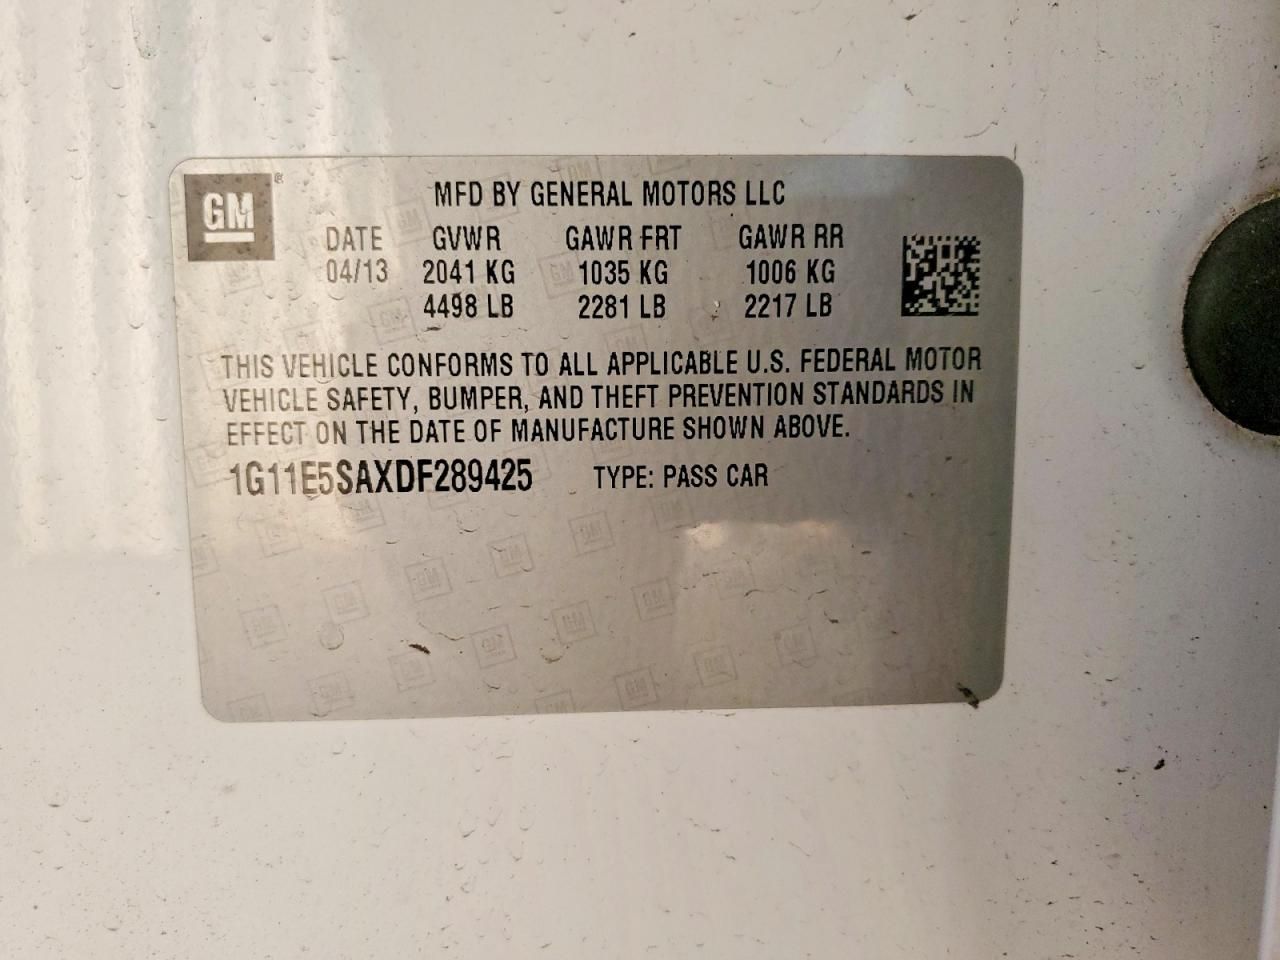 GM®
MFD BY GENERAL MOTORS LLC
DATE GVWR GAWR FRT GAWR RR
04/13 2041 KG 1035 KG 1006 KG
4498 LB 2281 LB 2217 LB
THIS VEHICLE CONFORMS TO ALL APPLICABLE U.S. FEDERAL MOTOR
VEHICLE SAFETY, BUMPER, AND THEFT PREVENTION STANDARDS IN
EFFECT ON THE DATE OF MANUFACTURE SHOWN ABOVE.
1G11E5SAXDF289425 TYPE: PASS CAR